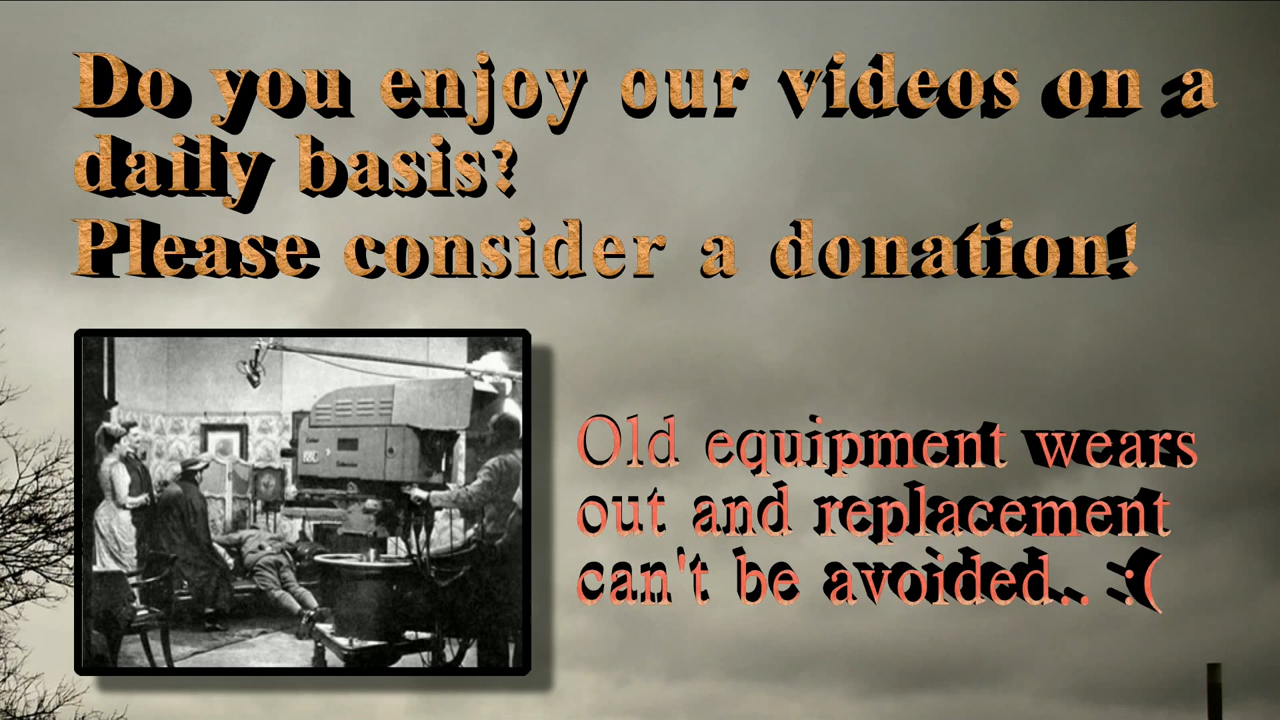 Do you enjoy our videos on a
daily basis?
Please consider a donation!
Old equipment wears
out and replacement
can't be avoided.. :(